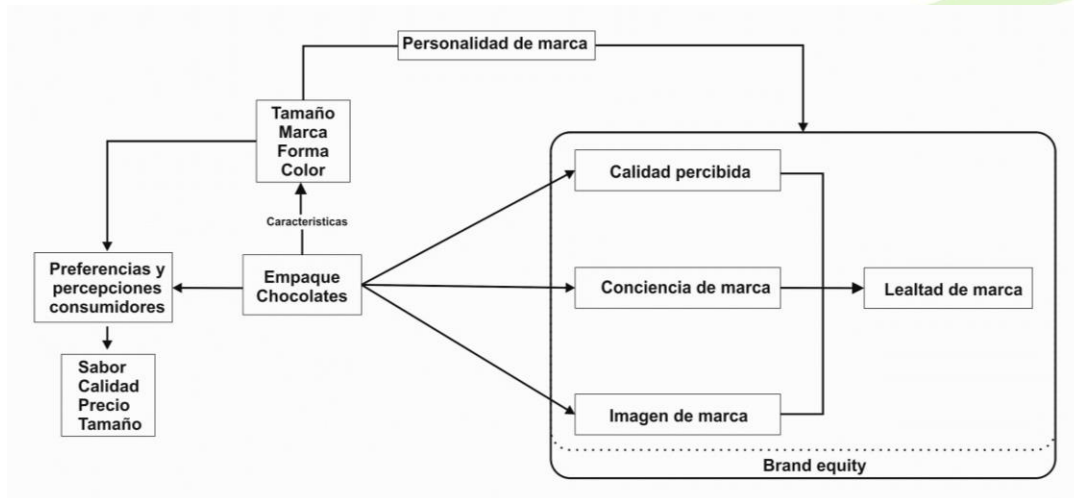 Personalidad de marca
Tamaño
Marca
Forma
Color
Caracteristicas
Preferencias y
percepciones
consumidores
Empaque
Chocolates
Sabor
Calidad
Precio
Tamaño
Calidad percibida
Conciencia de marca
Imagen de marca
Lealtad de marca
Brand equity